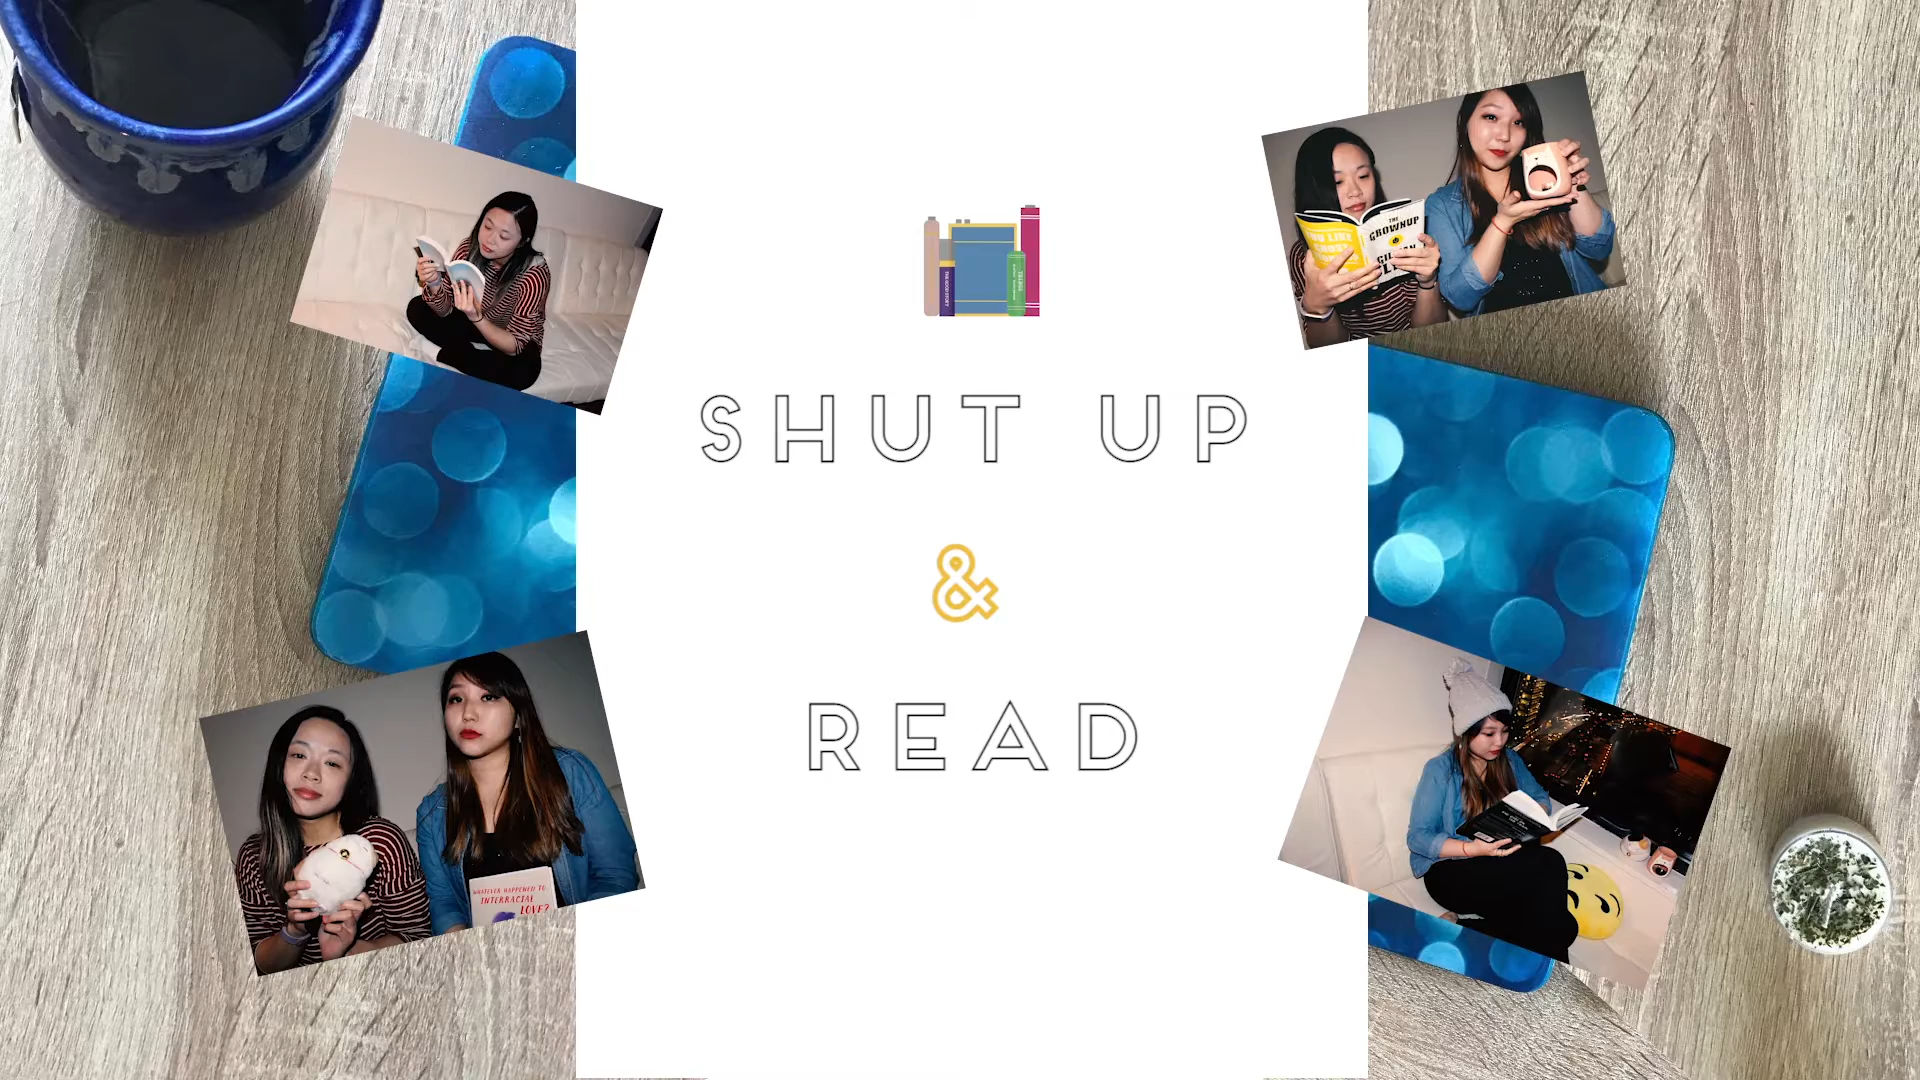 SHUT UP
&
READ
THE
GROWNUP
WHATEVER HAPPENED TO
INTERRACIAL
LOVE?